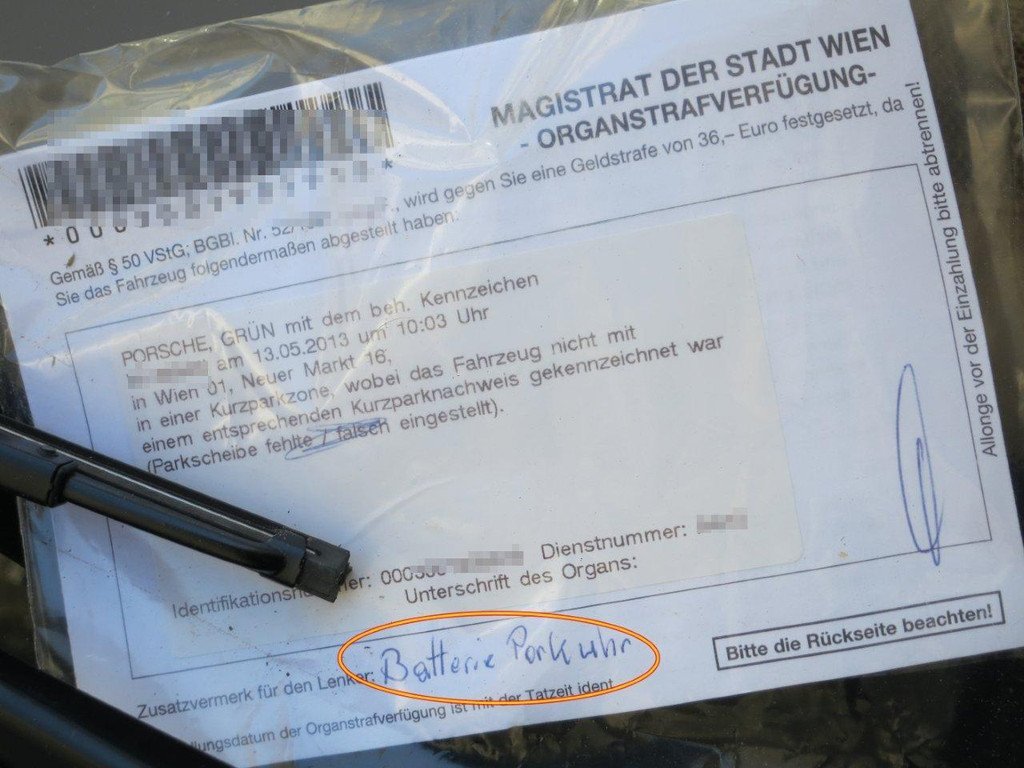 MAGISTRAT DER STADT WIEN
- ORGANSTRAFVERFÜGUNG-
Gemäß § 50 VStG; BGBl. Nr. 52/ , wird gegen Sie eine Geldstrafe von 36,– Euro festgesetzt, da
Sie das Fahrzeug folgendermaßen abgestellt haben:
PORSCHE, GRÜN mit dem beh. Kennzeichen
am 13.05.2013 um 10:03 Uhr
in Wien 01, Neuer Markt 16,
in einer Kurzparkzone, wobei das Fahrzeug nicht mit
einem entsprechenden Kurzparknachweis gekennzeichnet war
(Parkscheibe fehlte / falsch eingestellt).
Dienstnummer:
Unterschrift des Organs:
Zusatzvermerk für den Lenker: Batterie Parkuhr
der Organstrafverfügung ist mit der Tatzeit ident
Bitte die Rückseite beachten!
Allonge vor der Einzahlung bitte abtrennen!